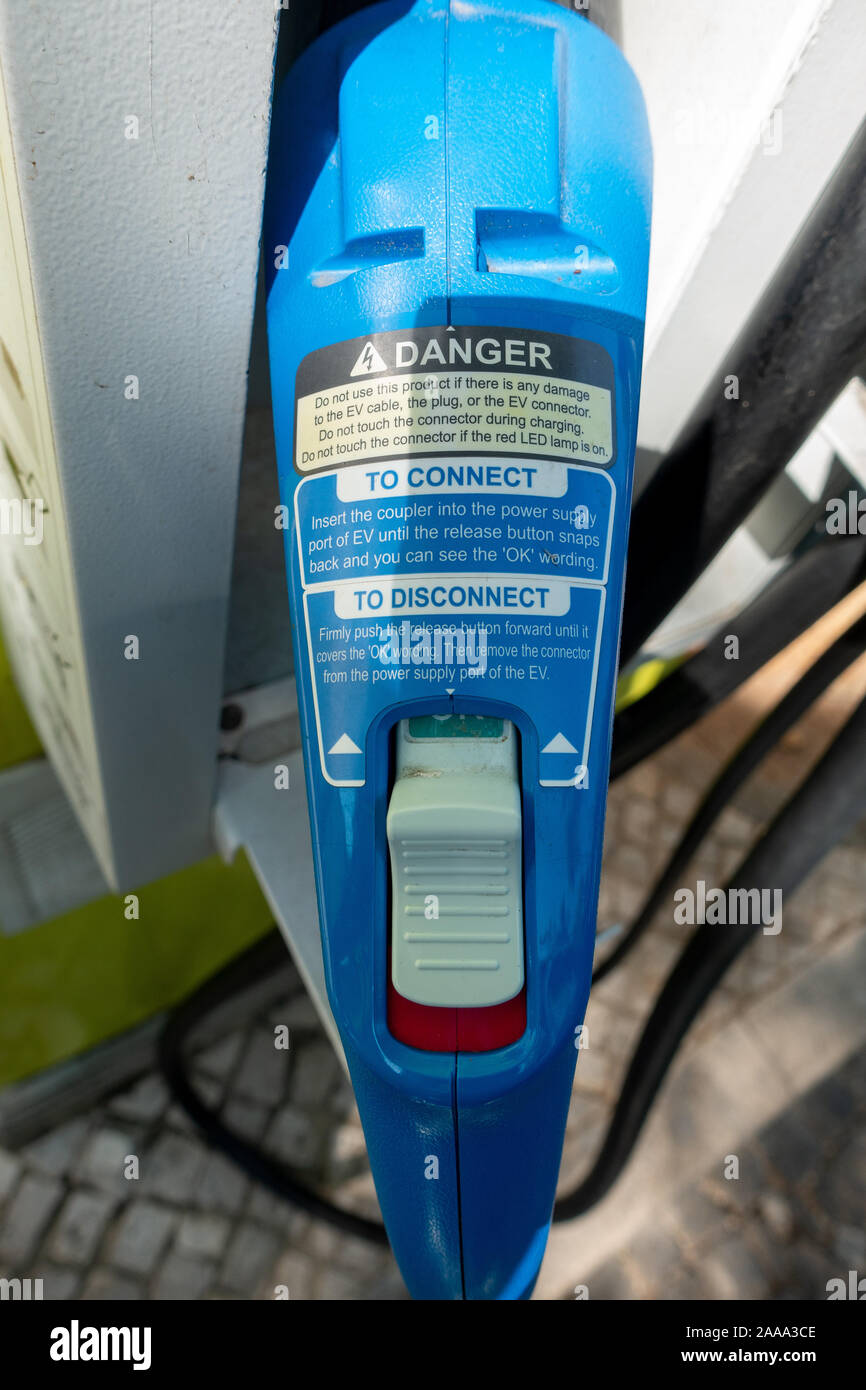 DANGER
Do not use this product if there is any damage
to the EV cable, the plug, or the EV connector.
Do not touch the connector during charging.
Do not touch the connector if the red LED lamp is on.
TO CONNECT
Insert the coupler into the power supply
port of EV until the release button snaps
back and you can see the 'OK' wording.
TO DISCONNECT
Firmly push the release button forward until it
covers the 'OK' wording. Then remove the connector
from the power supply port of the EV.
OK
alamy
alamy
Image ID: 2AAA3CE
www.alamy.com